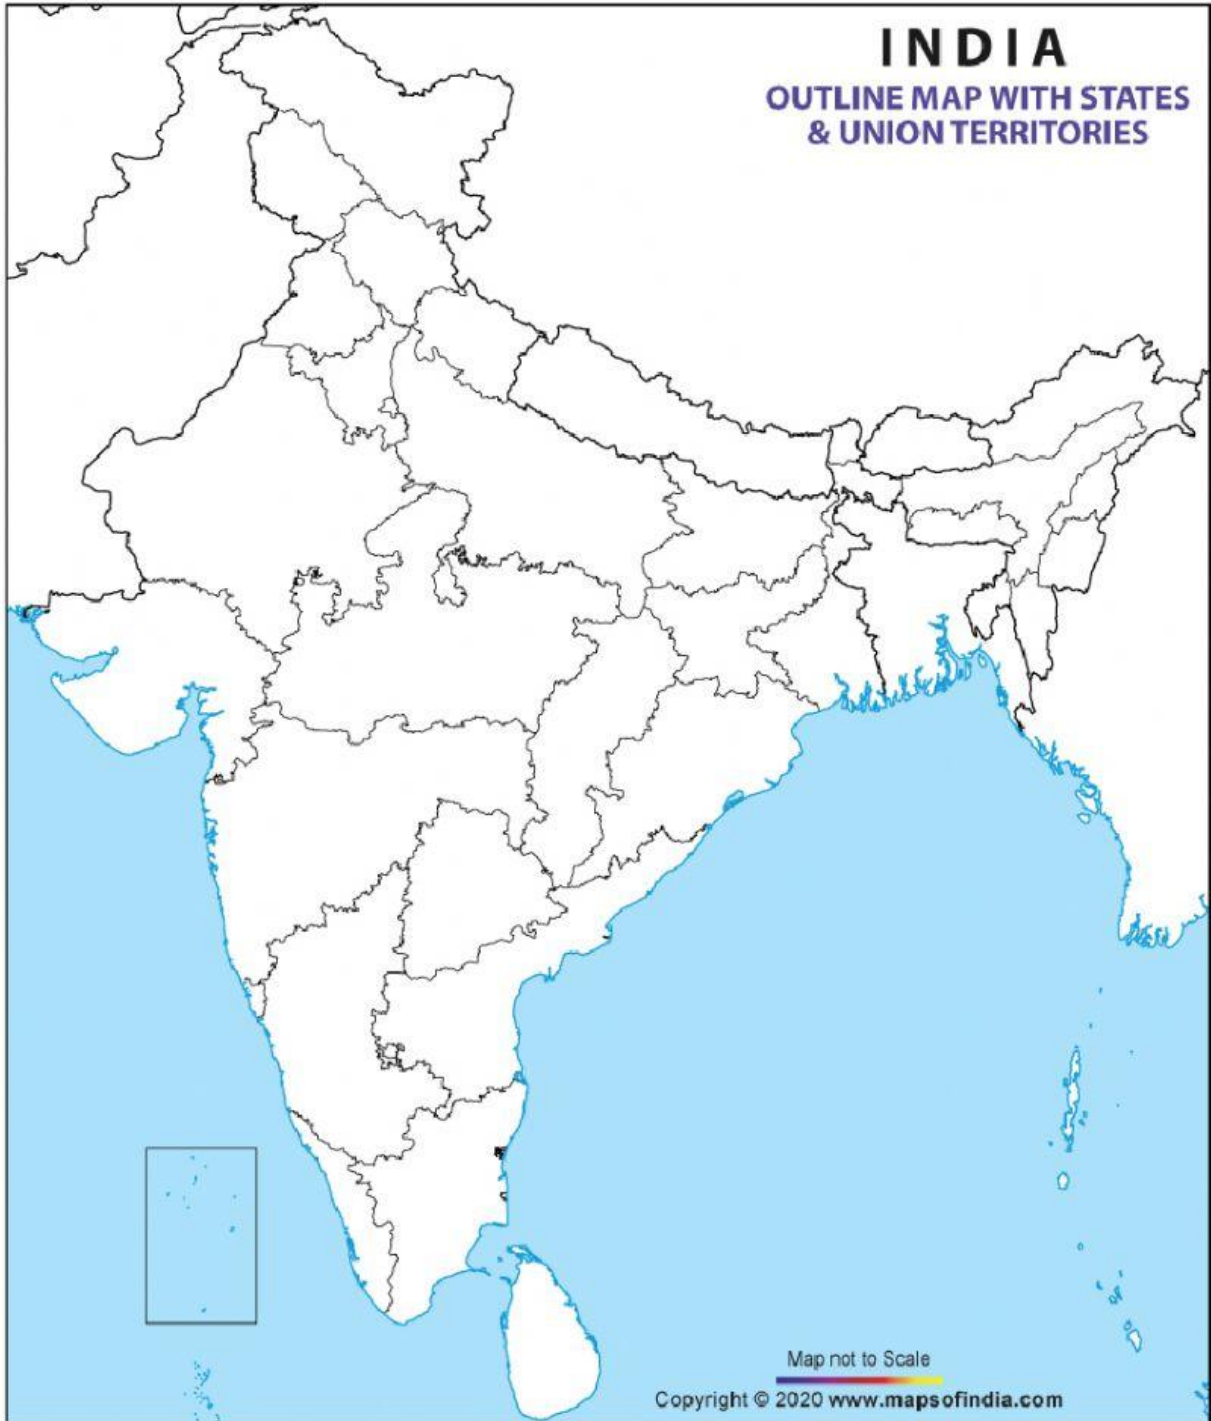 INDIA
OUTLINE MAP WITH STATES
& UNION TERRITORIES
Map not to Scale
Copyright © 2020 www.mapsofindia.com